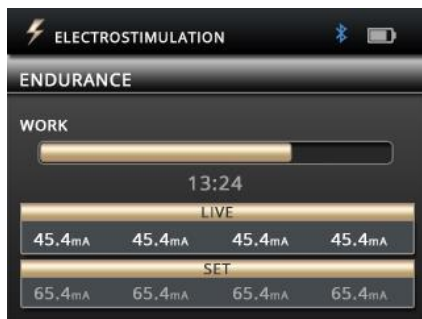 ELECTROSTIMULATION
ENDURANCE
WORK
13:24
LIVE
45.4mA 45.4mA 45.4mA 45.4mA
SET
65.4mA 65.4mA 65.4mA 65.4mA